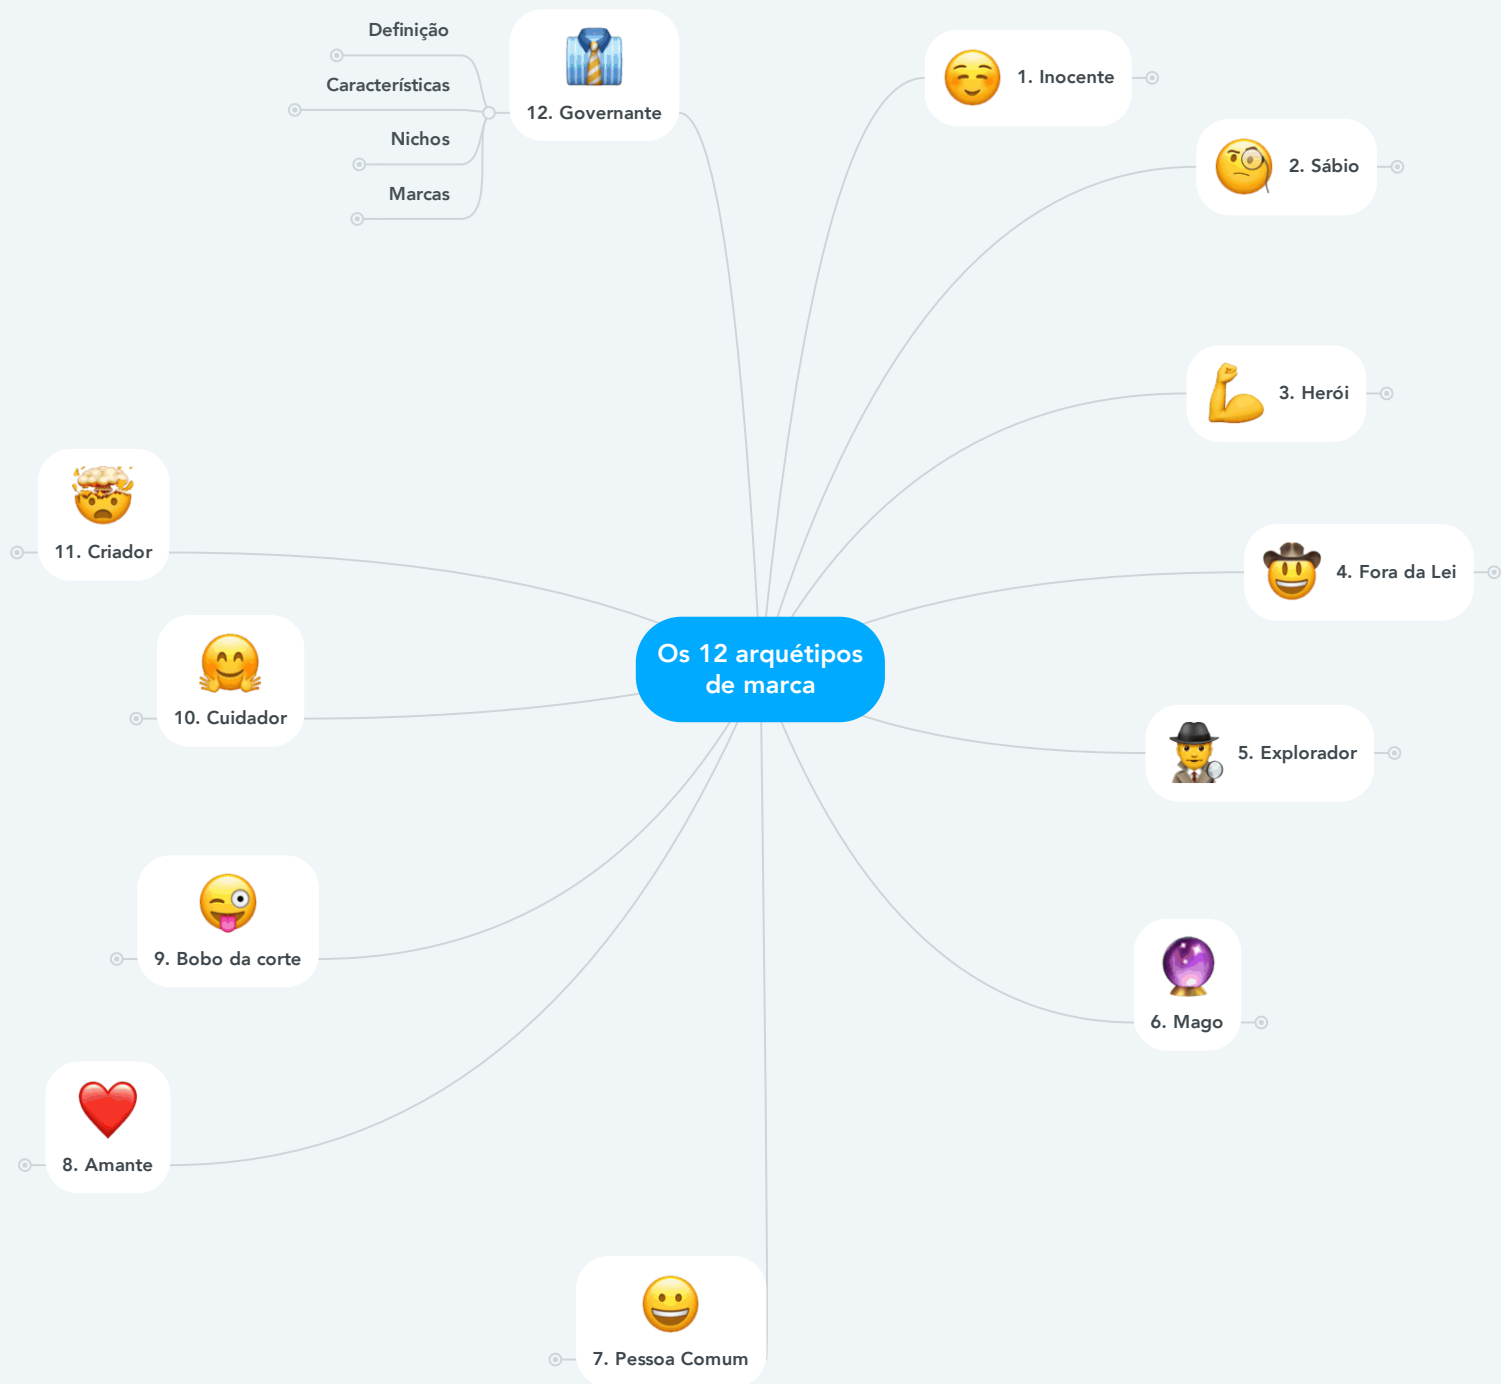 Os 12 arquétipos
de marca
1. Inocente
2. Sábio
3. Herói
4. Fora da Lei
5. Explorador
6. Mago
7. Pessoa Comum
8. Amante
9. Bobo da corte
10. Cuidador
11. Criador
12. Governante
Definição
Características
Nichos
Marcas